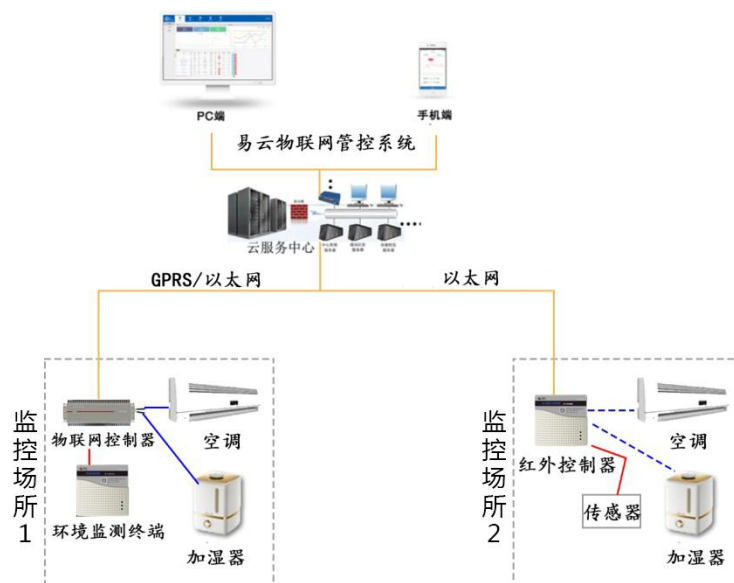 PC端
手机端
易云物联网管控系统
云服务中心
GPRS/以太网
以太网
监控场所1
物联网控制器
空调
环境监测终端
加湿器
监控场所2
红外控制器
空调
传感器
加湿器